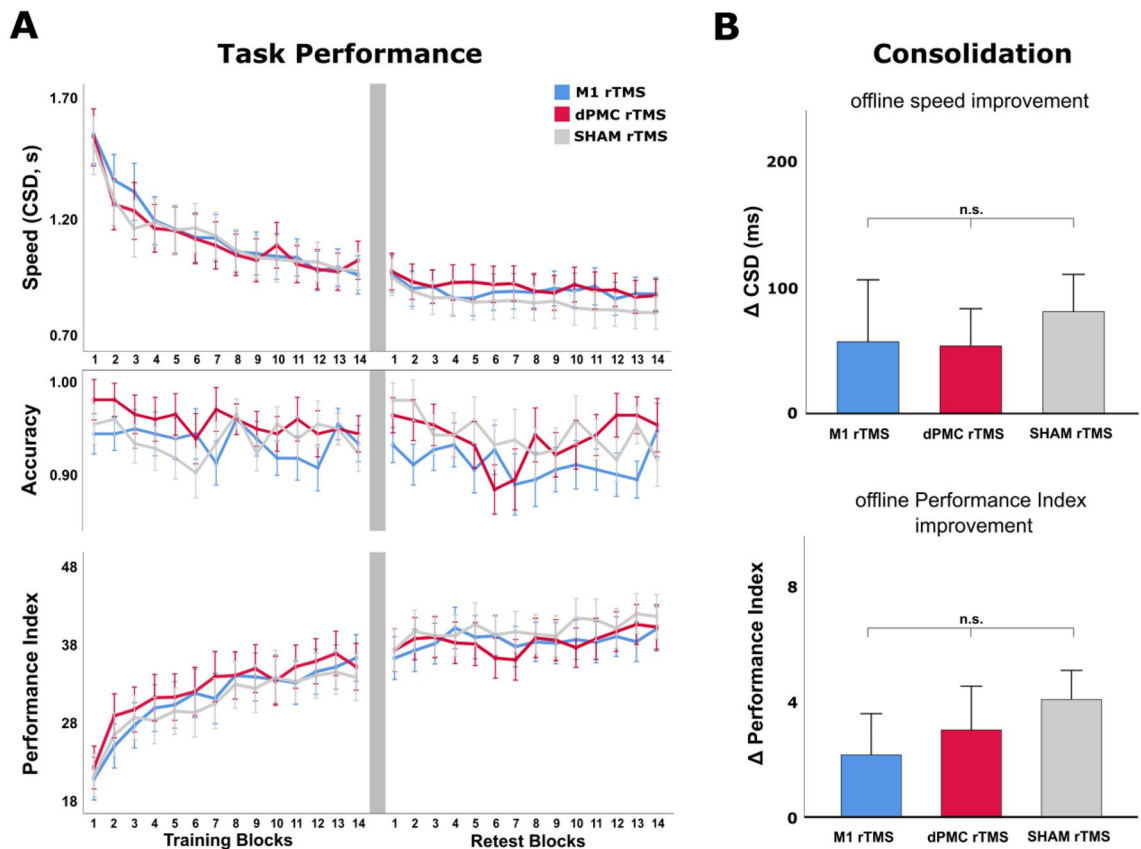 A
Task Performance
M1 rTMS
dPMC rTMS
SHAM rTMS
Speed (CSD, s)
1.70
1.20
0.70
1 2 3 4 5 6 7 8 9 10 11 12 13 14 1 2 3 4 5 6 7 8 9 10 11 12 13 14
Accuracy
1.00
0.90
Performance Index
48
38
28
18
1 2 3 4 5 6 7 8 9 10 11 12 13 14 1 2 3 4 5 6 7 8 9 10 11 12 13 14
Training Blocks Retest Blocks
B
Consolidation
offline speed improvement
Δ CSD (ms)
200
100
0
n.s.
M1 rTMS dPMC rTMS SHAM rTMS
offline Performance Index
improvement
Δ Performance Index
8
4
0
n.s.
M1 rTMS dPMC rTMS SHAM rTMS